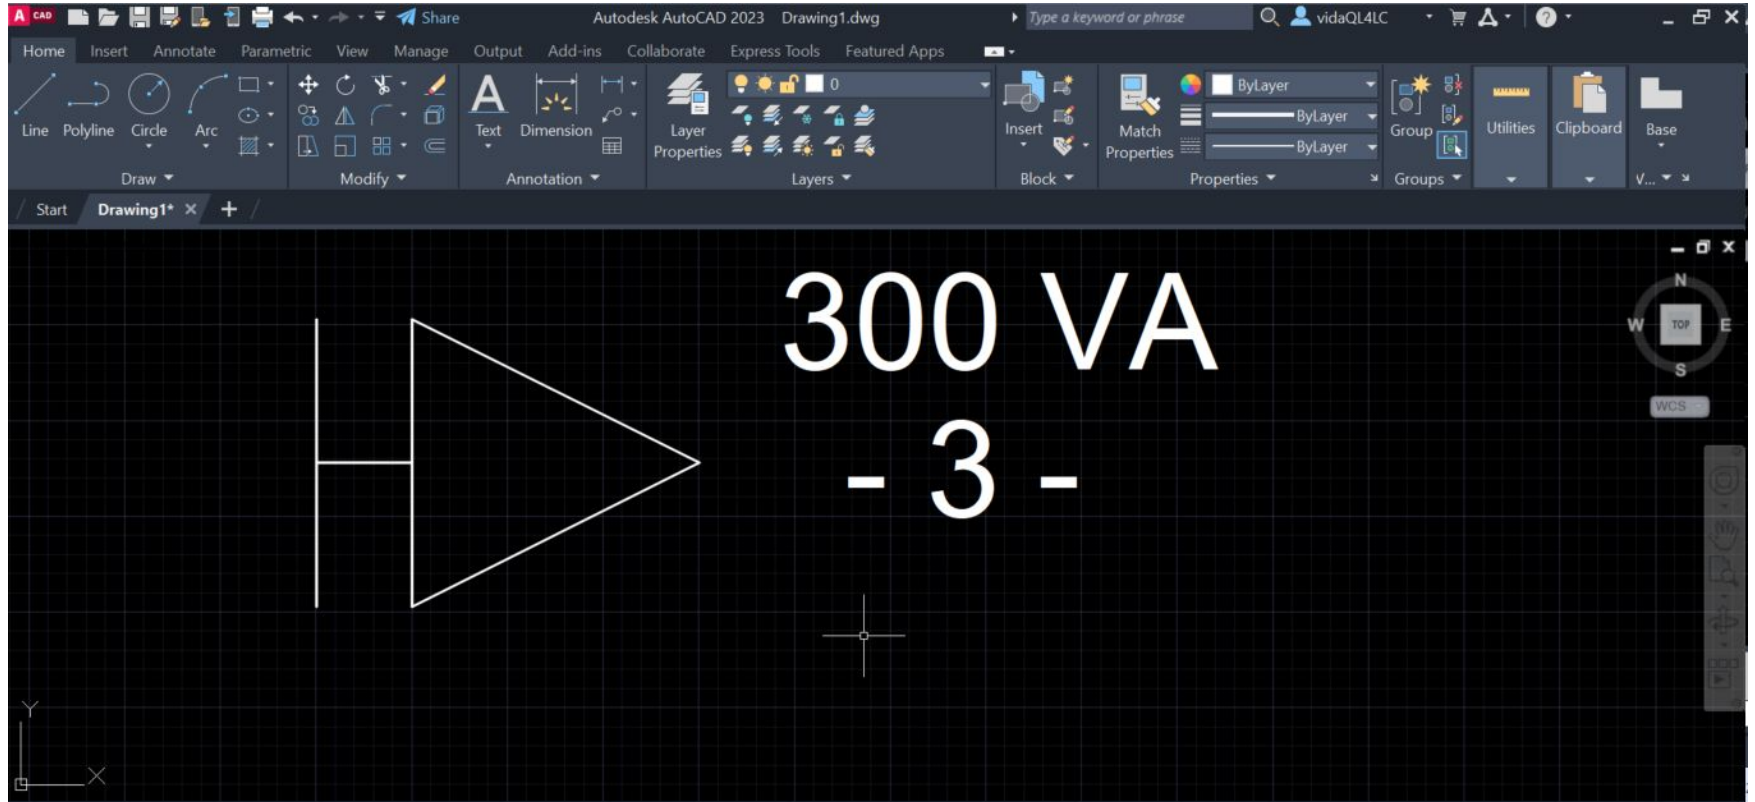 A CAD Share Autodesk AutoCAD 2023 Drawing1.dwg Type a keyword or phrase vidaQL4LC ?
Home Insert Annotate Parametric View Manage Output Add-ins Collaborate Express Tools Featured Apps
Line Polyline Circle Arc
A Text Dimension
Layer Properties
0
Insert
Match Properties
ByLayer
ByLayer
ByLayer
Group
Utilities
Clipboard
Base
Draw Modify Annotation Layers Block Properties Groups V...
Start Drawing1* +
300 VA
- 3 -
N
W TOP E
S
WCS
Y
X